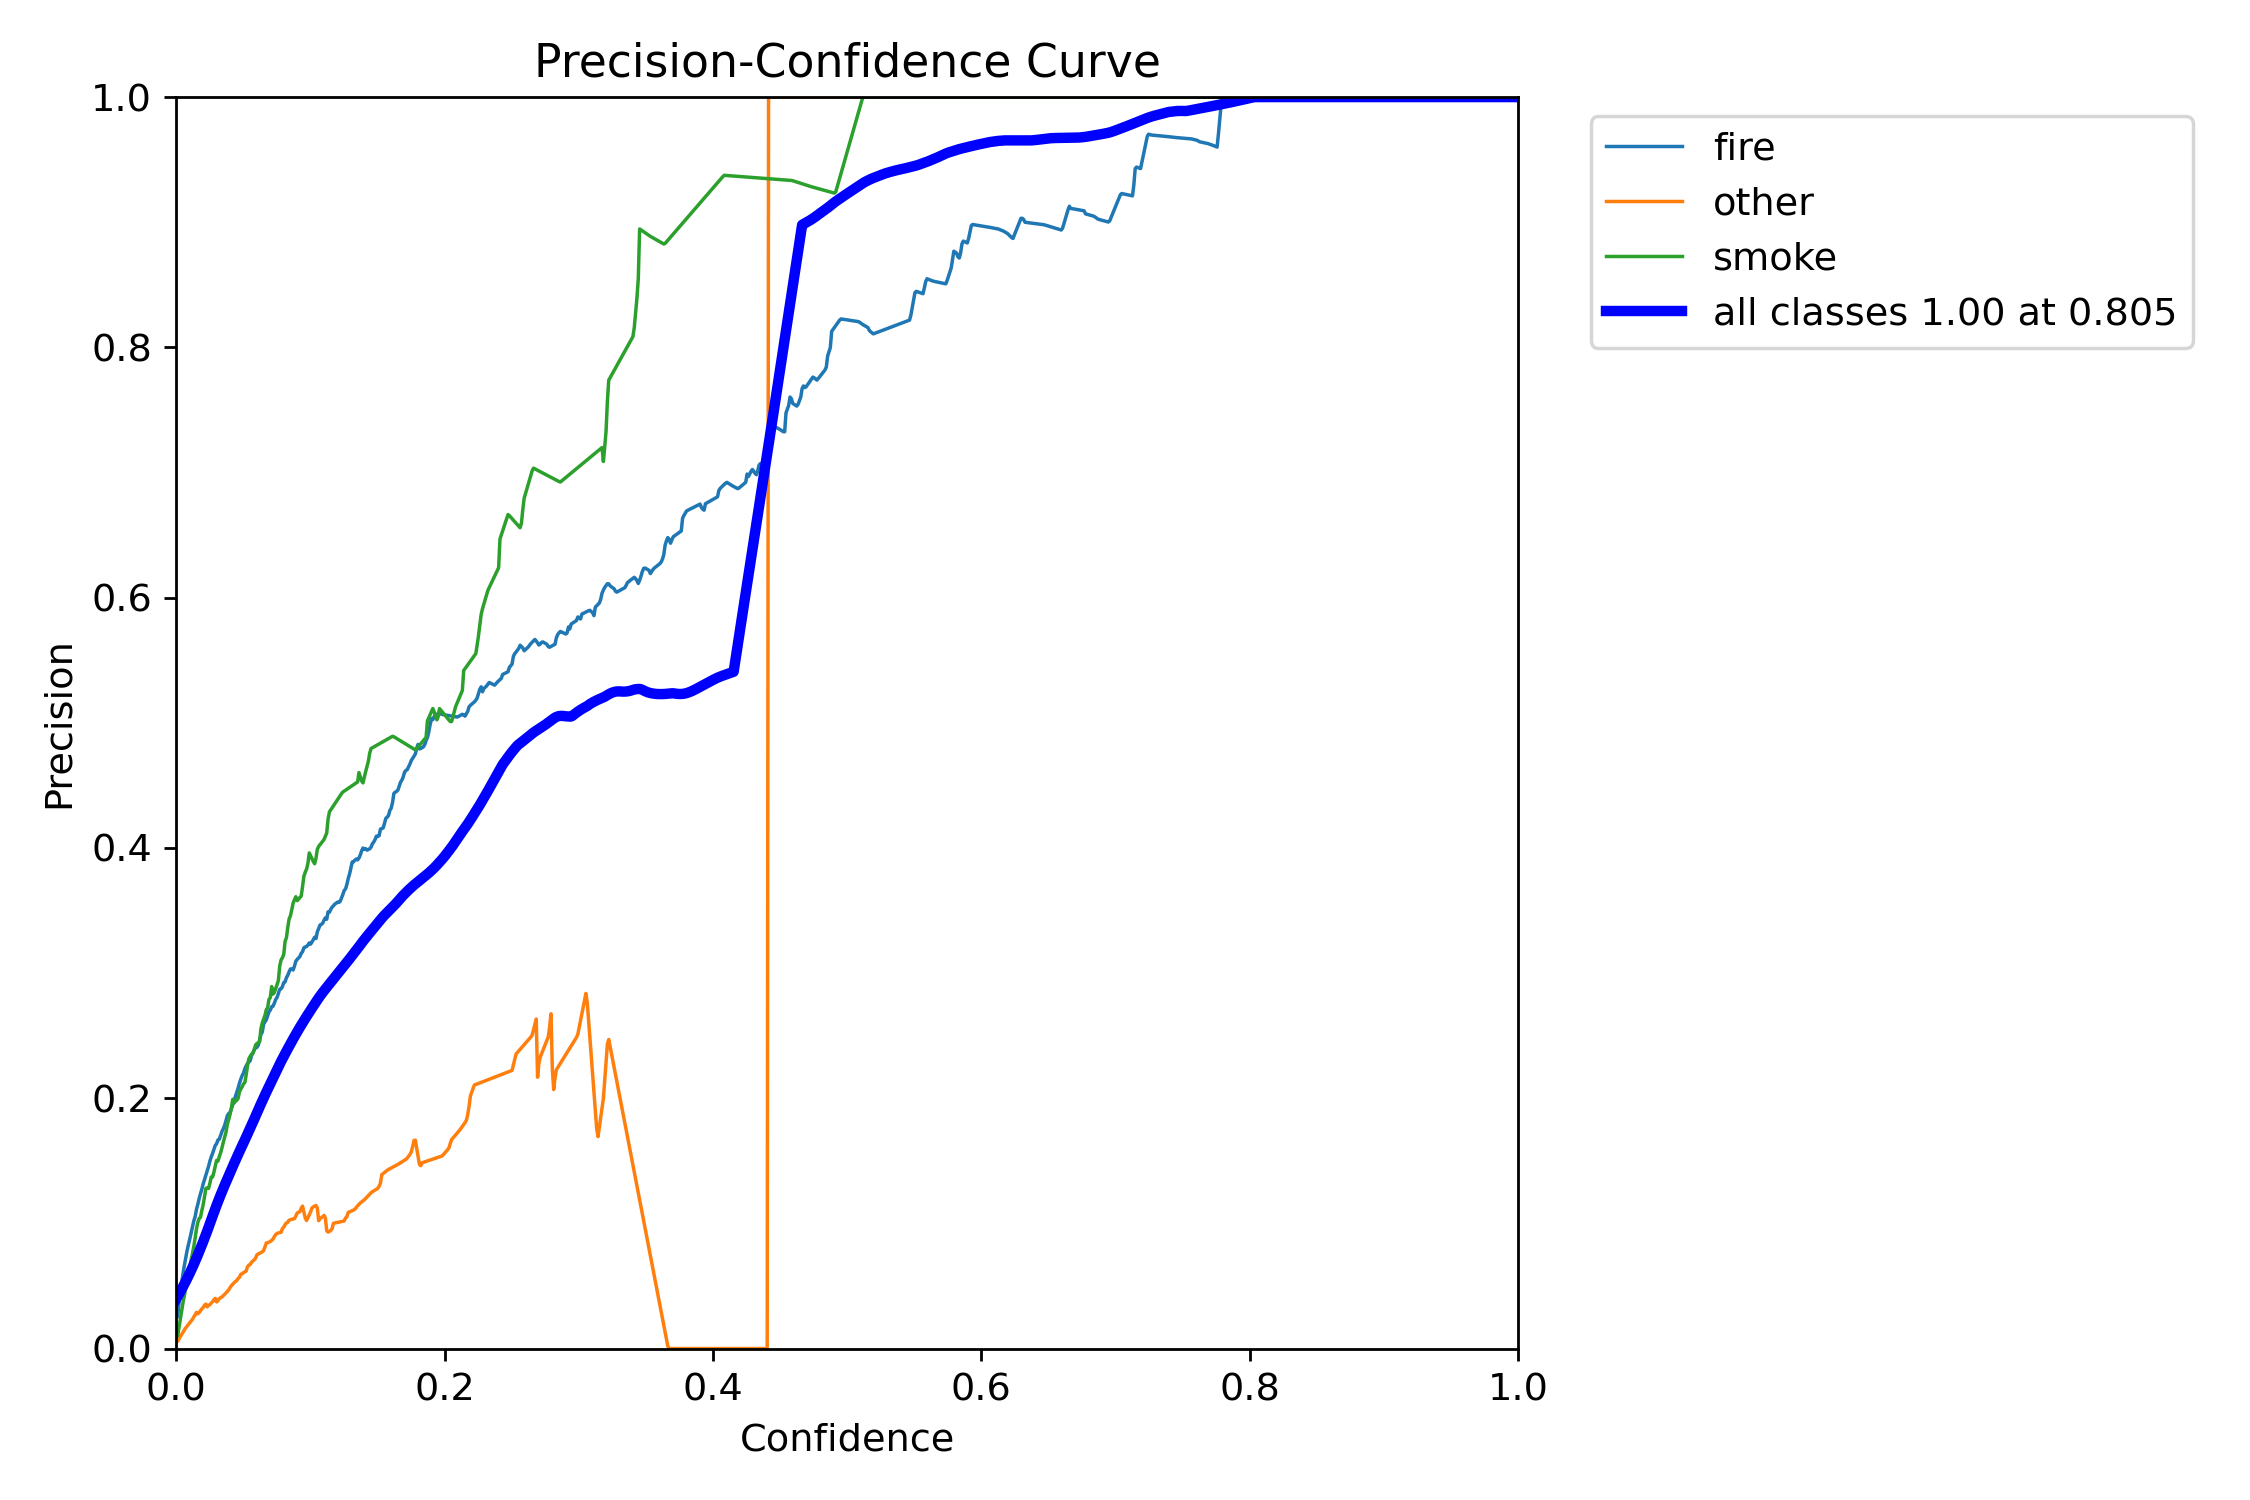 Precision-Confidence Curve
1.0
0.8
0.6
0.4
0.2
0.0
Precision
0.0 0.2 0.4 0.6 0.8 1.0
Confidence
fire
other
smoke
all classes 1.00 at 0.805